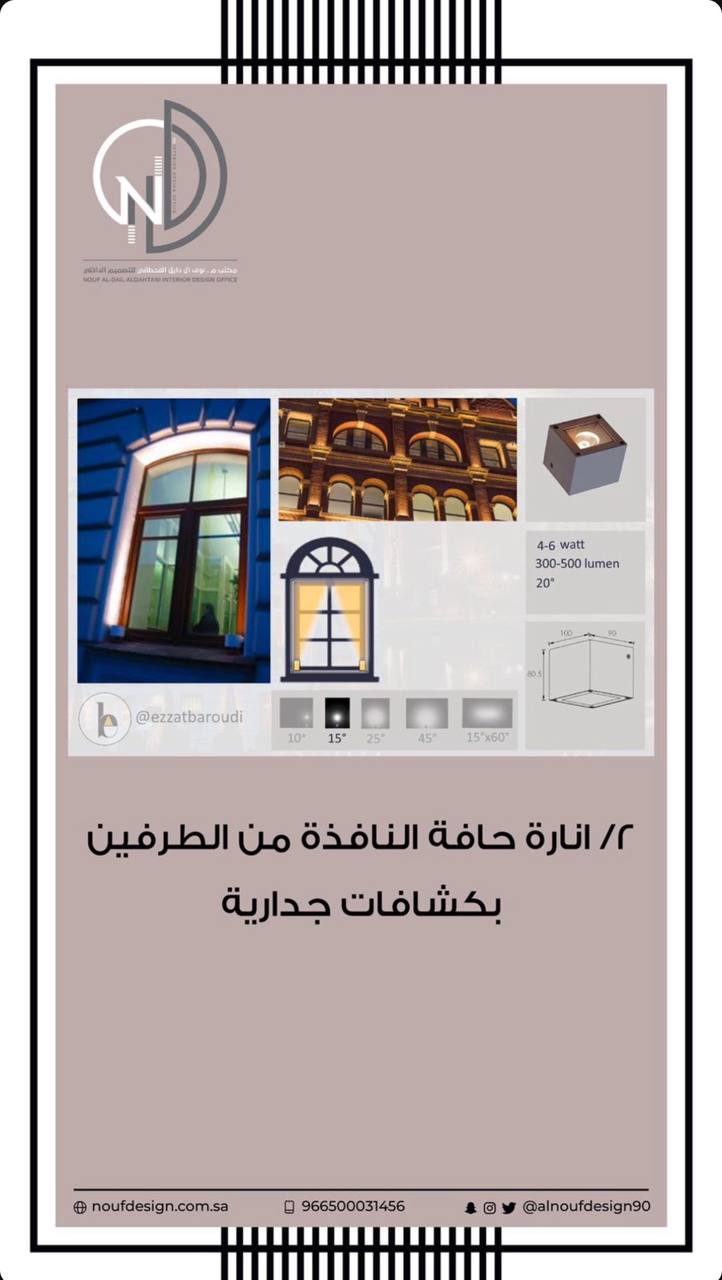 مكتب م. نوف ال دايل القحطاني للتصميم الداخلي
NOUF AL-DAIL ALQAHTANI INTERIOR DESIGN OFFICE
4-6 watt
300-500 lumen
20°
100 90
80.5
@ezzatbaroudi
10° 15° 25° 45° 15°x60°
٢/ انارة حافة النافذة من الطرفين
بكشافات جدارية
noufdesign.com.sa 966500031456 @alnoufdesign90